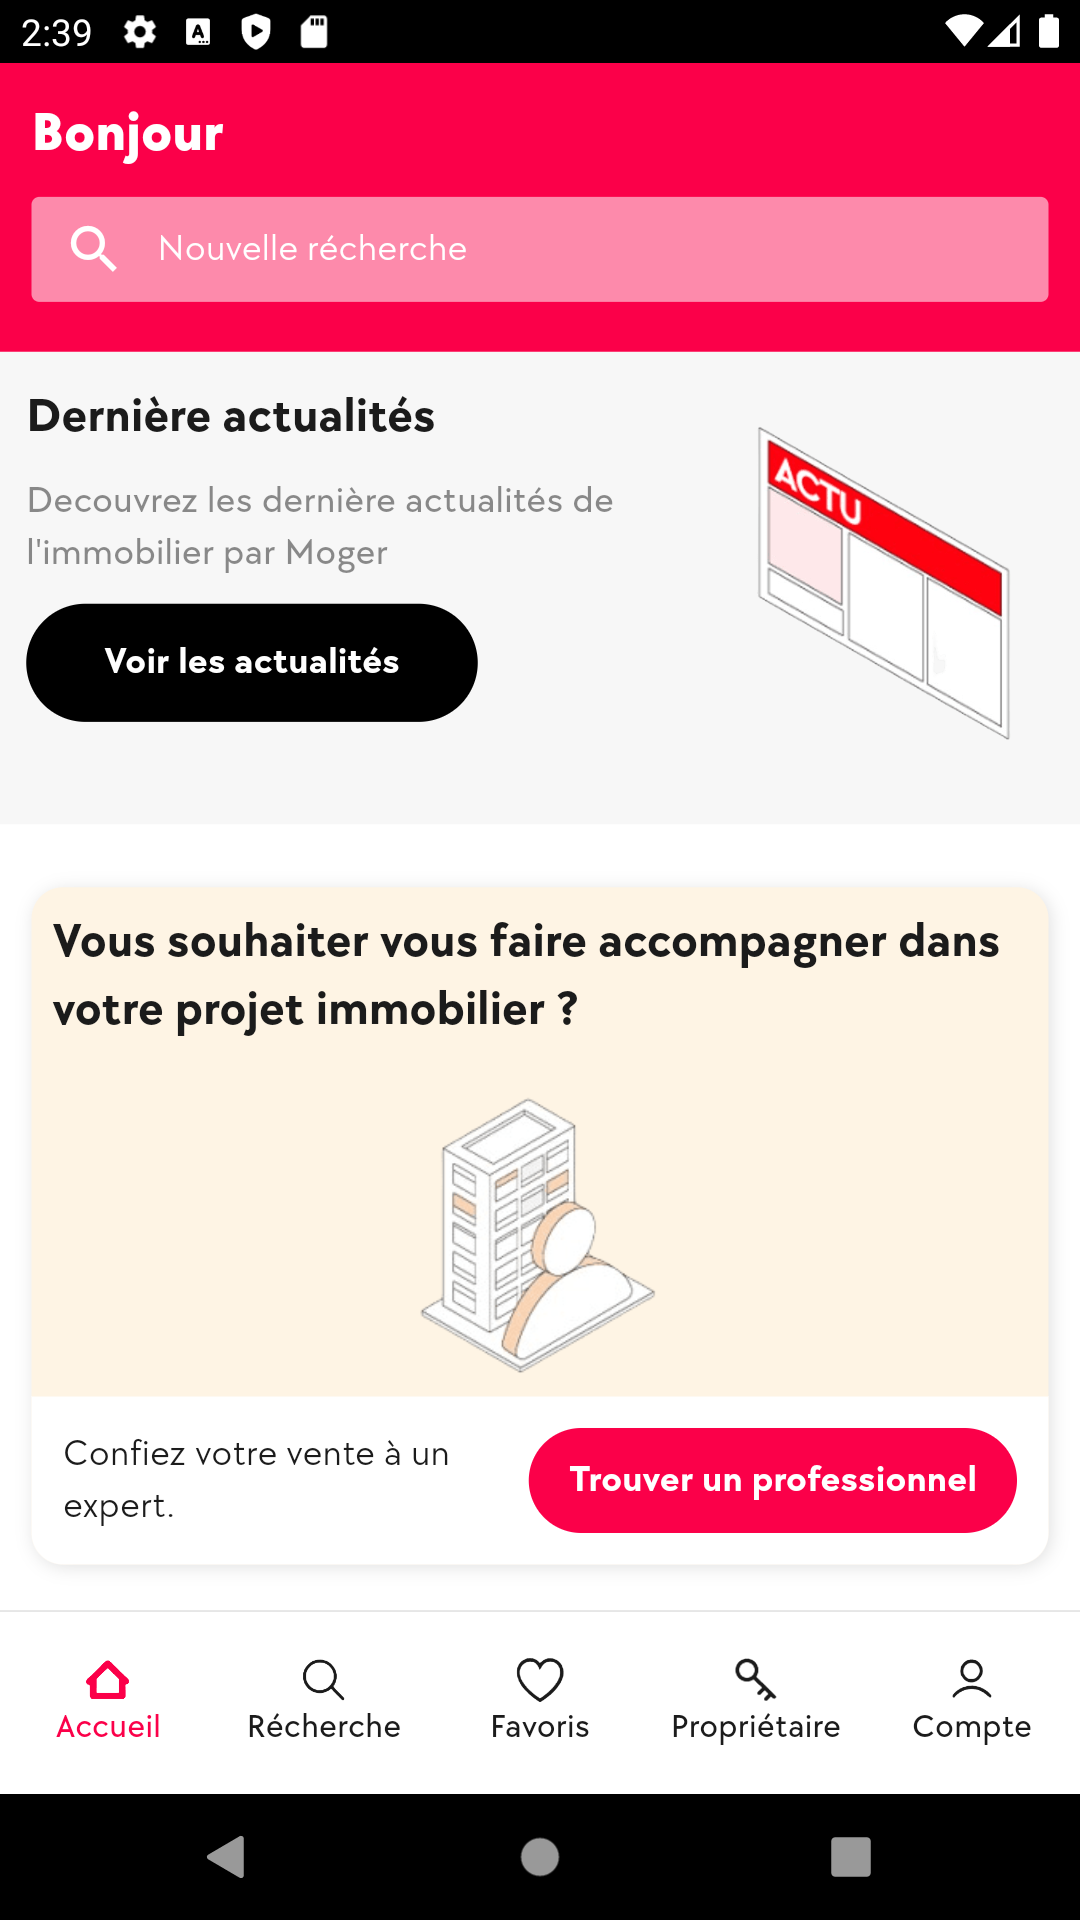 2:39
Bonjour
Nouvelle récherche
Dernière actualités
Decouvrez les dernière actualités de
l'immobilier par Moger
Voir les actualités
ACTU
Vous souhaiter vous faire accompagner dans
votre projet immobilier ?
Confiez votre vente à un
expert.
Trouver un professionnel
Accueil
Récherche
Favoris
Propriétaire
Compte